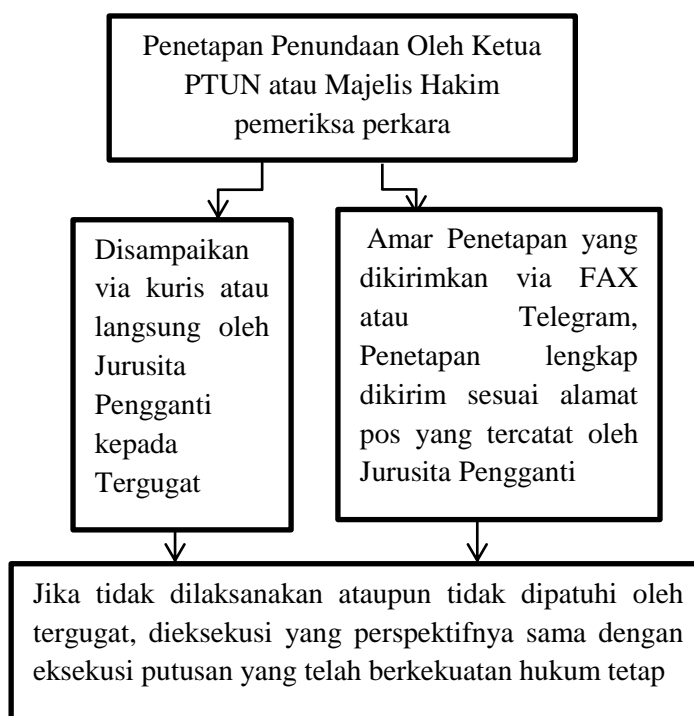 Penetapan Penundaan Oleh Ketua
PTUN atau Majelis Hakim
pemeriksa perkara
Disampaikan
via kuris atau
langsung oleh
Jurusita
Pengganti
kepada
Tergugat
Amar Penetapan yang
dikirimkan via FAX
atau Telegram,
Penetapan lengkap
dikirim sesuai alamat
pos yang tercatat oleh
Jurusita Pengganti
Jika tidak dilaksanakan ataupun tidak dipatuhi oleh
tergugat, dieksekusi yang perspektifnya sama dengan
eksekusi putusan yang telah berkekuatan hukum tetap